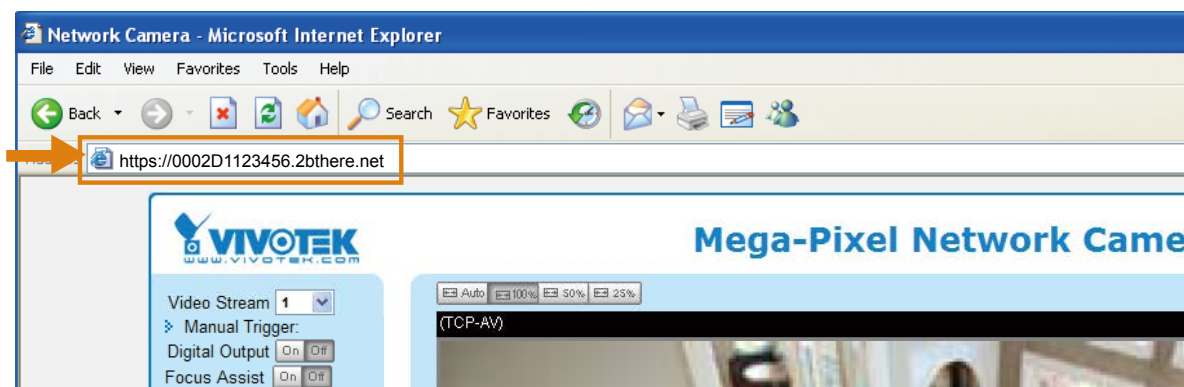 Network Camera - Microsoft Internet Explorer
File Edit View Favorites Tools Help
Back Search Favorites
https://0002D1123456.2bthere.net
VIVOTEK
www.vivotek.com
Mega-Pixel Network Came
Video Stream 1
Auto 100% 50% 25%
Manual Trigger:
(TCP-AV)
Digital Output On Off
Focus Assist On Off